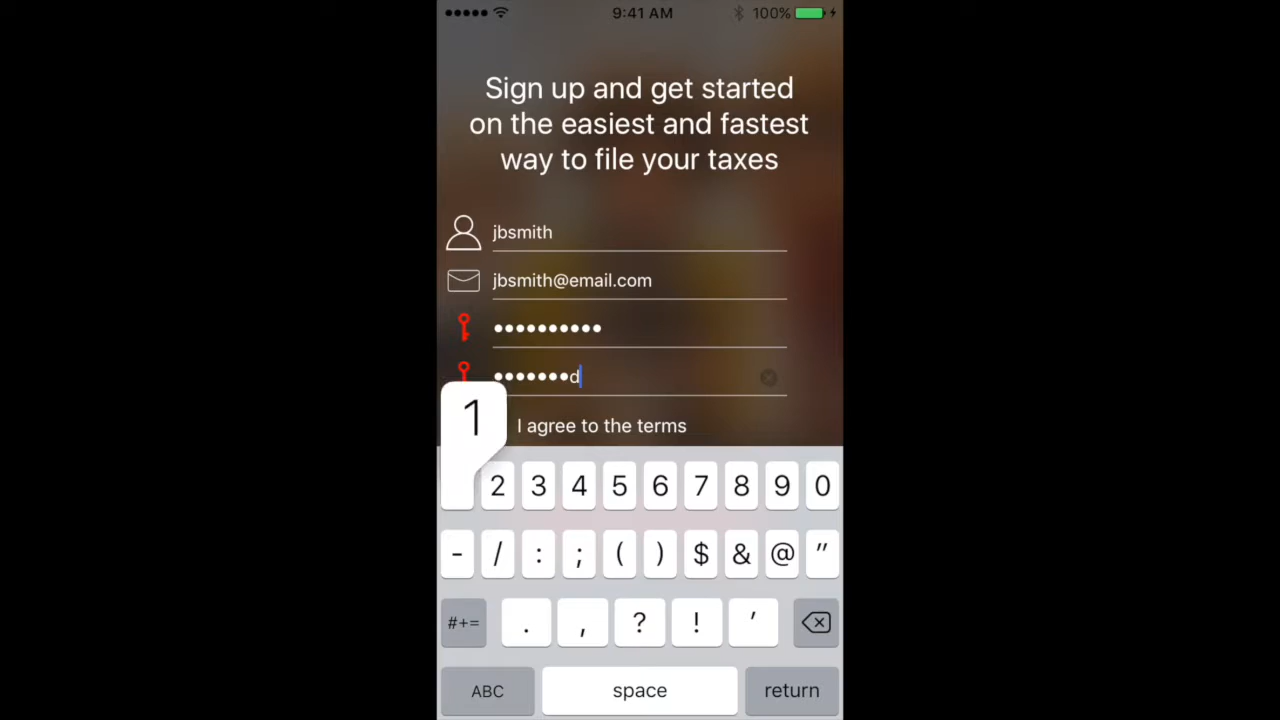 9:41 AM 100%
Sign up and get started
on the easiest and fastest
way to file your taxes
jbsmith
jbsmith@email.com
••••••••••
•••••••d
1 I agree to the terms
2 3 4 5 6 7 8 9 0
- / : ; ( ) $ & @ "
#+= . , ? ! '
ABC space return